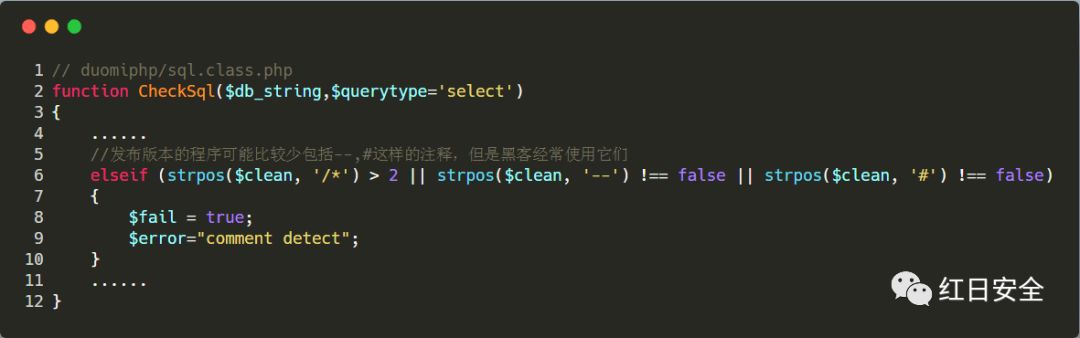 1 // duomiphp/sql.class.php
2 function CheckSql($db_string,$querytype='select')
3 {
4     ......
5     //发布版本的程序可能比较少包括--,#这样的注释，但是黑客经常使用它们
6     elseif (strpos($clean, '/*') > 2 || strpos($clean, '--') !== false || strpos($clean, '#') !== false)
7     {
8         $fail = true;
9         $error="comment detect";
10     }
11     ......
12 }
红日安全